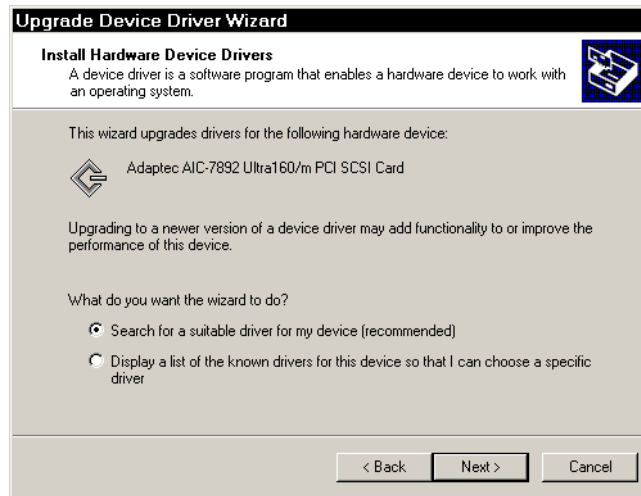 Upgrade Device Driver Wizard
Install Hardware Device Drivers
A device driver is a software program that enables a hardware device to work with
an operating system.
This wizard upgrades drivers for the following hardware device:
Adaptec AIC-7892 Ultra160/m PCI SCSI Card
Upgrading to a newer version of a device driver may add functionality to or improve the
performance of this device.
What do you want the wizard to do?
Search for a suitable driver for my device (recommended)
Display a list of the known drivers for this device so that I can choose a specific
driver
< Back Next > Cancel